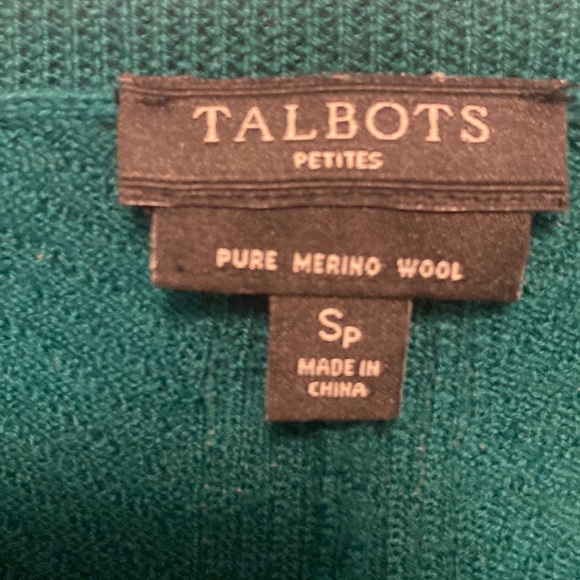 TALBOTS
PETITES
PURE MERINO WOOL
SP
MADE IN
CHINA